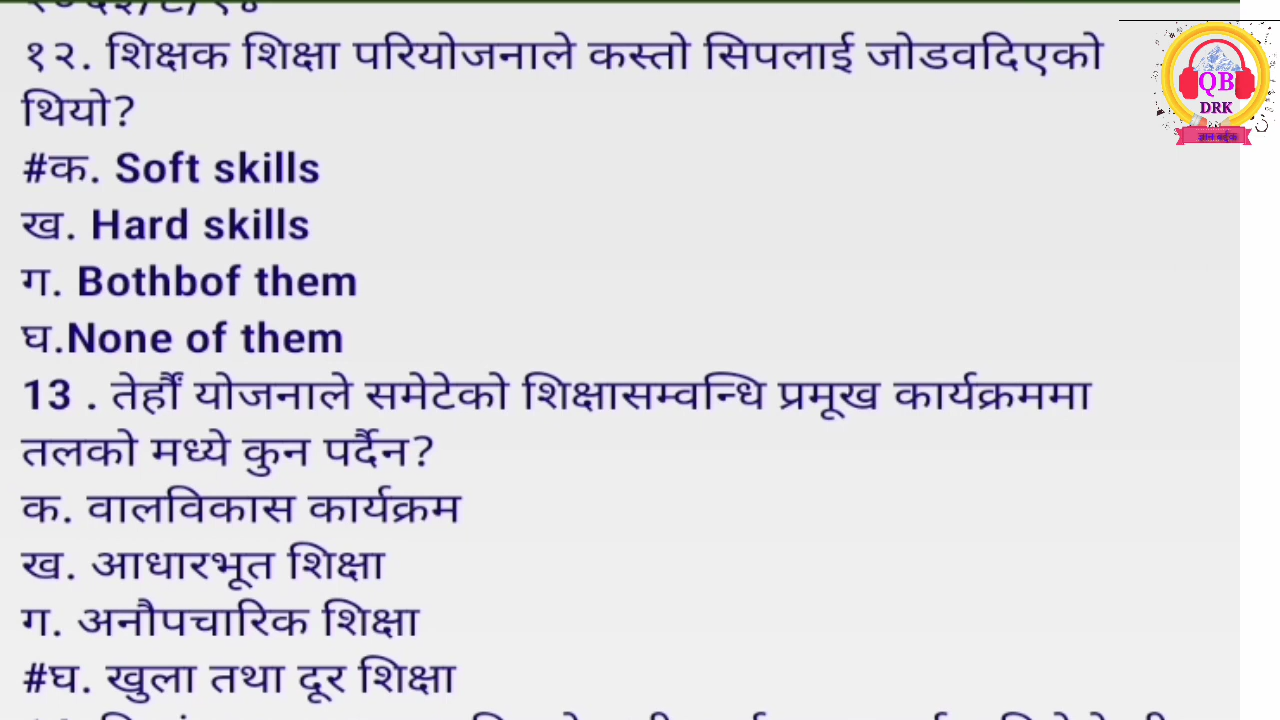 १२. शिक्षक शिक्षा परियोजनाले कस्तो सिपलाई जोडवदिएको
थियो?
#क. Soft skills
ख. Hard skills
ग. Bothbof them
घ.None of them
13 . तेर्हौं योजनाले समेटेको शिक्षासम्वन्धि प्रमूख कार्यक्रममा
तलको मध्ये कुन पर्दैन?
क. वालविकास कार्यक्रम
ख. आधारभूत शिक्षा
ग. अनौपचारिक शिक्षा
#घ. खुला तथा दूर शिक्षा
QB
DRK